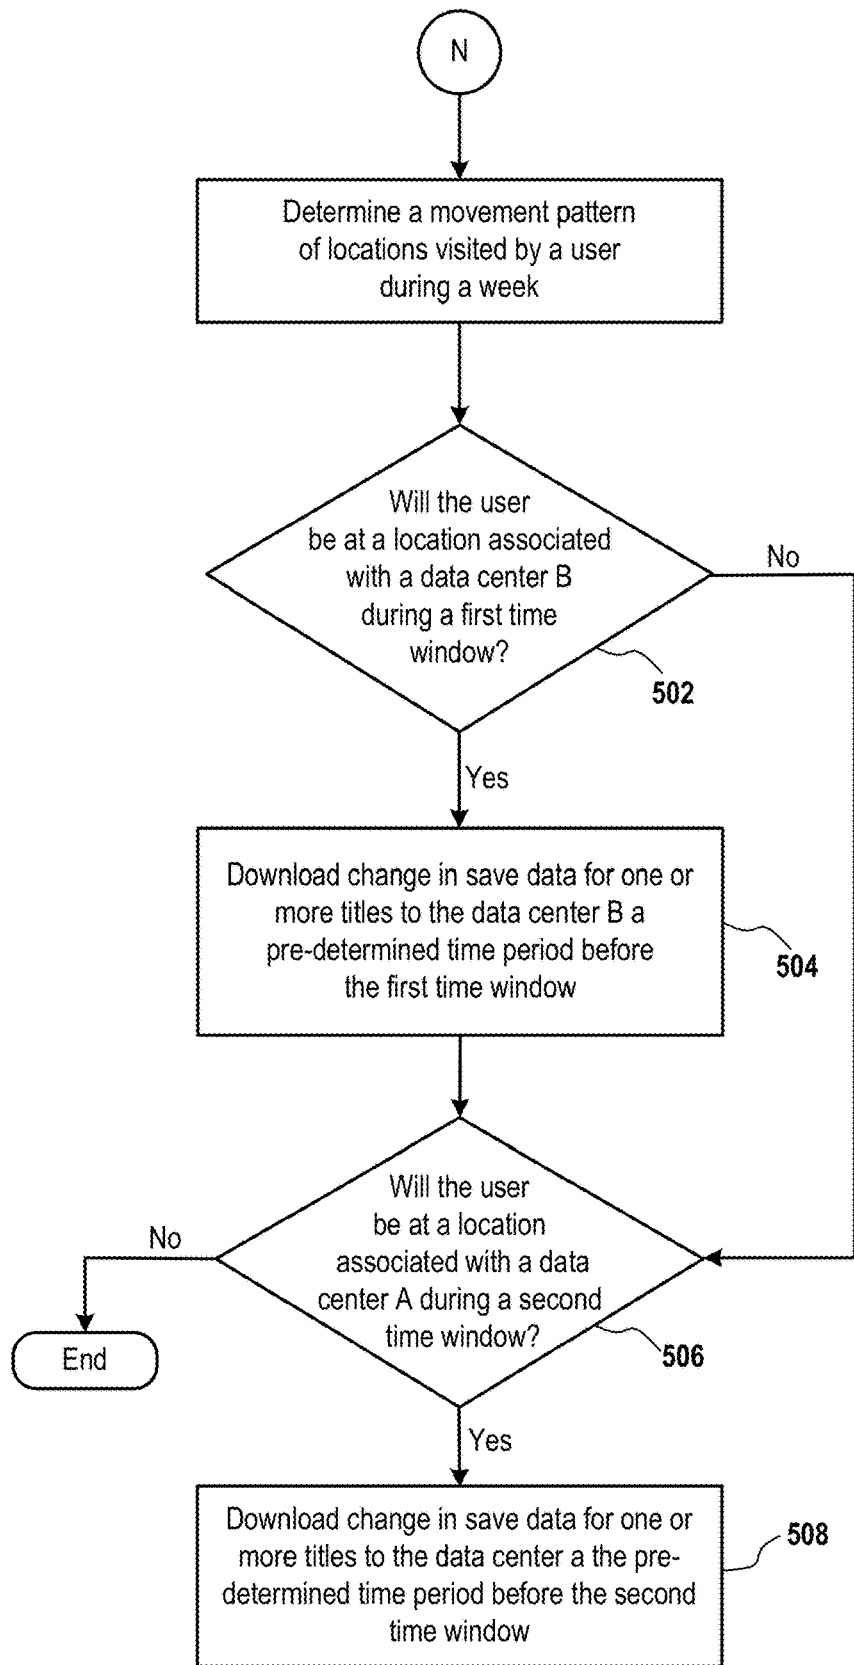 N
Determine a movement pattern
of locations visited by a user
during a week
Will the user
be at a location associated
with a data center B
during a first time
window?
No
502
Yes
Download change in save data for one or
more titles to the data center B a
pre-determined time period before
the first time window
504
Will the user
be at a location
associated with a data
center A during a second
time window?
No
506
End
Yes
Download change in save data for one or
more titles to the data center a the pre-
determined time period before the second
time window
508